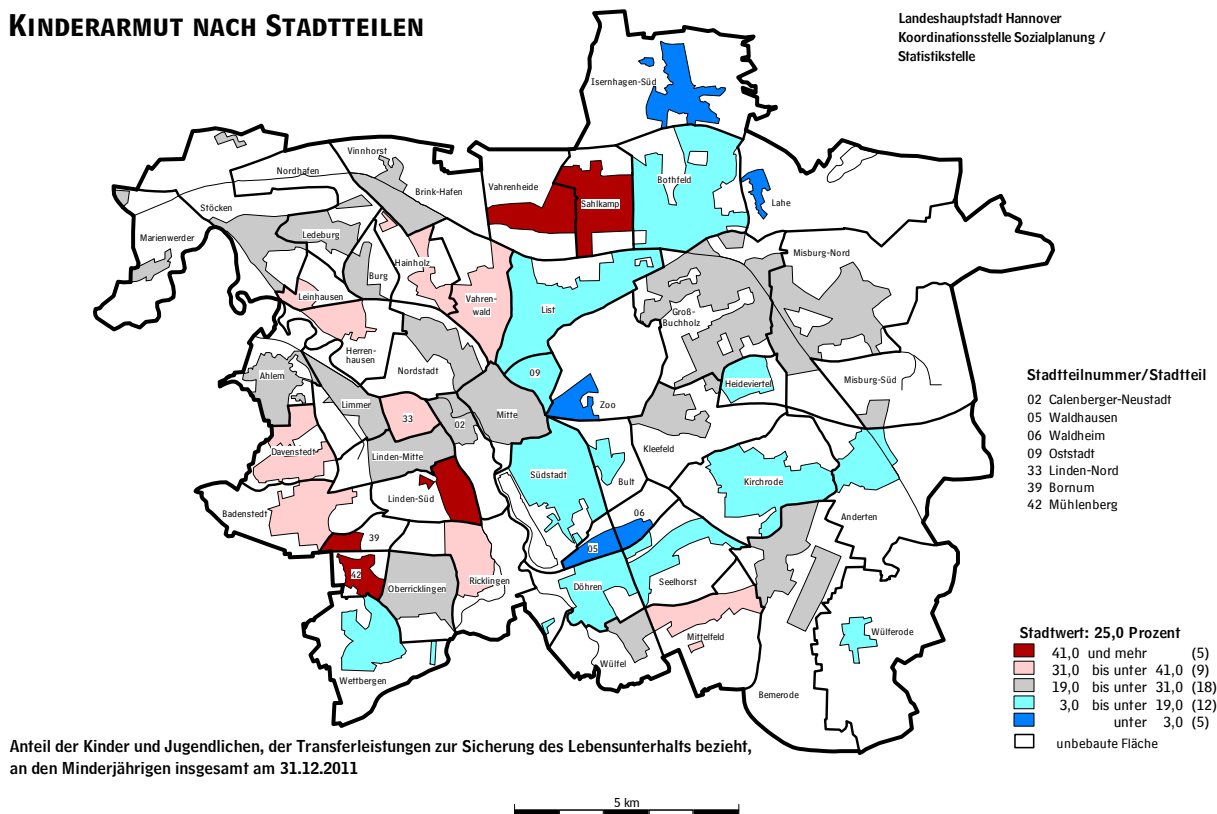 KINDERARMUT NACH STADTTEILEN
Landeshauptstadt Hannover
Koordinationsstelle Sozialplanung /
Statistikstelle
Isernhagen-Süd
Vinnhorst
Nordhafen
Brink-Hafen
Vahrenheide
Sahlkamp
Bothfeld
Lahe
Stöcken
Marienwerder
Ledeburg
Burg
Hainholz
Misburg-Nord
Leinhausen
Vahren-
wald
List
Groß-
Buchholz
Herren-
hausen
Nordstadt
Ahlem
09
Heideviertel
Misburg-Süd
Limmer
33
02
Mitte
Zoo
Davenstedt
Linden-Mitte
Kleefeld
Südstadt
Bult
Kirchrode
Linden-Süd
Badenstedt
06
Anderten
39
05
42
Oberricklingen
Ricklingen
Döhren
Seelhorst
Mittelfeld
Wülferode
Wülfel
Wettbergen
Bemerode
Stadtteilnummer/Stadtteil
02 Calenberger-Neustadt
05 Waldhausen
06 Waldheim
09 Oststadt
33 Linden-Nord
39 Bornum
42 Mühlenberg
Stadtwert: 25,0 Prozent
41,0 und mehr (5)
31,0 bis unter 41,0 (9)
19,0 bis unter 31,0 (18)
3,0 bis unter 19,0 (12)
unter 3,0 (5)
unbebaute Fläche
Anteil der Kinder und Jugendlichen, der Transferleistungen zur Sicherung des Lebensunterhalts bezieht,
an den Minderjährigen insgesamt am 31.12.2011
5 km